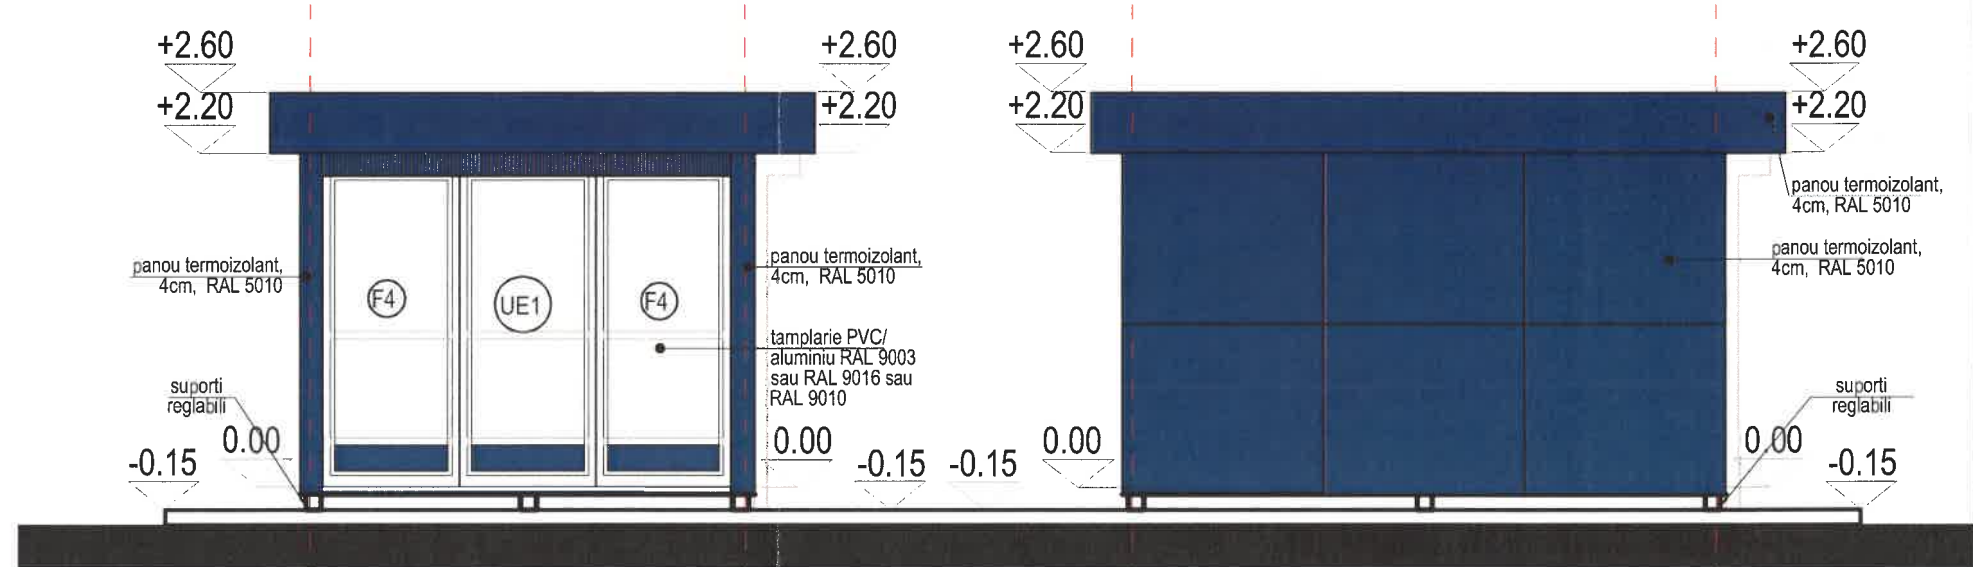 +2.60
+2.60
+2.60
+2.60
+2.20
+2.20
+2.20
+2.20
panou termoizolant,
4cm, RAL 5010
panou termoizolant,
4cm, RAL 5010
panou termoizolant,
4cm, RAL 5010
panou termoizolant,
4cm, RAL 5010
F4
UE1
F4
tamplarie PVC/
aluminiu RAL 9003
sau RAL 9016 sau
RAL 9010
suporti
reglabili
suporti
reglabili
0.00
0.00
0.00
0.00
-0.15
-0.15
-0.15
-0.15